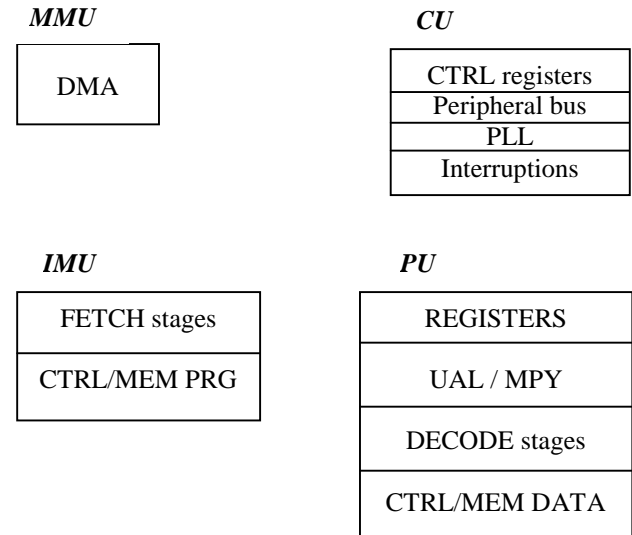 MMU
DMA
CU
CTRL registers
Peripheral bus
PLL
Interruptions
IMU
FETCH stages
CTRL/MEM PRG
PU
REGISTERS
UAL / MPY
DECODE stages
CTRL/MEM DATA